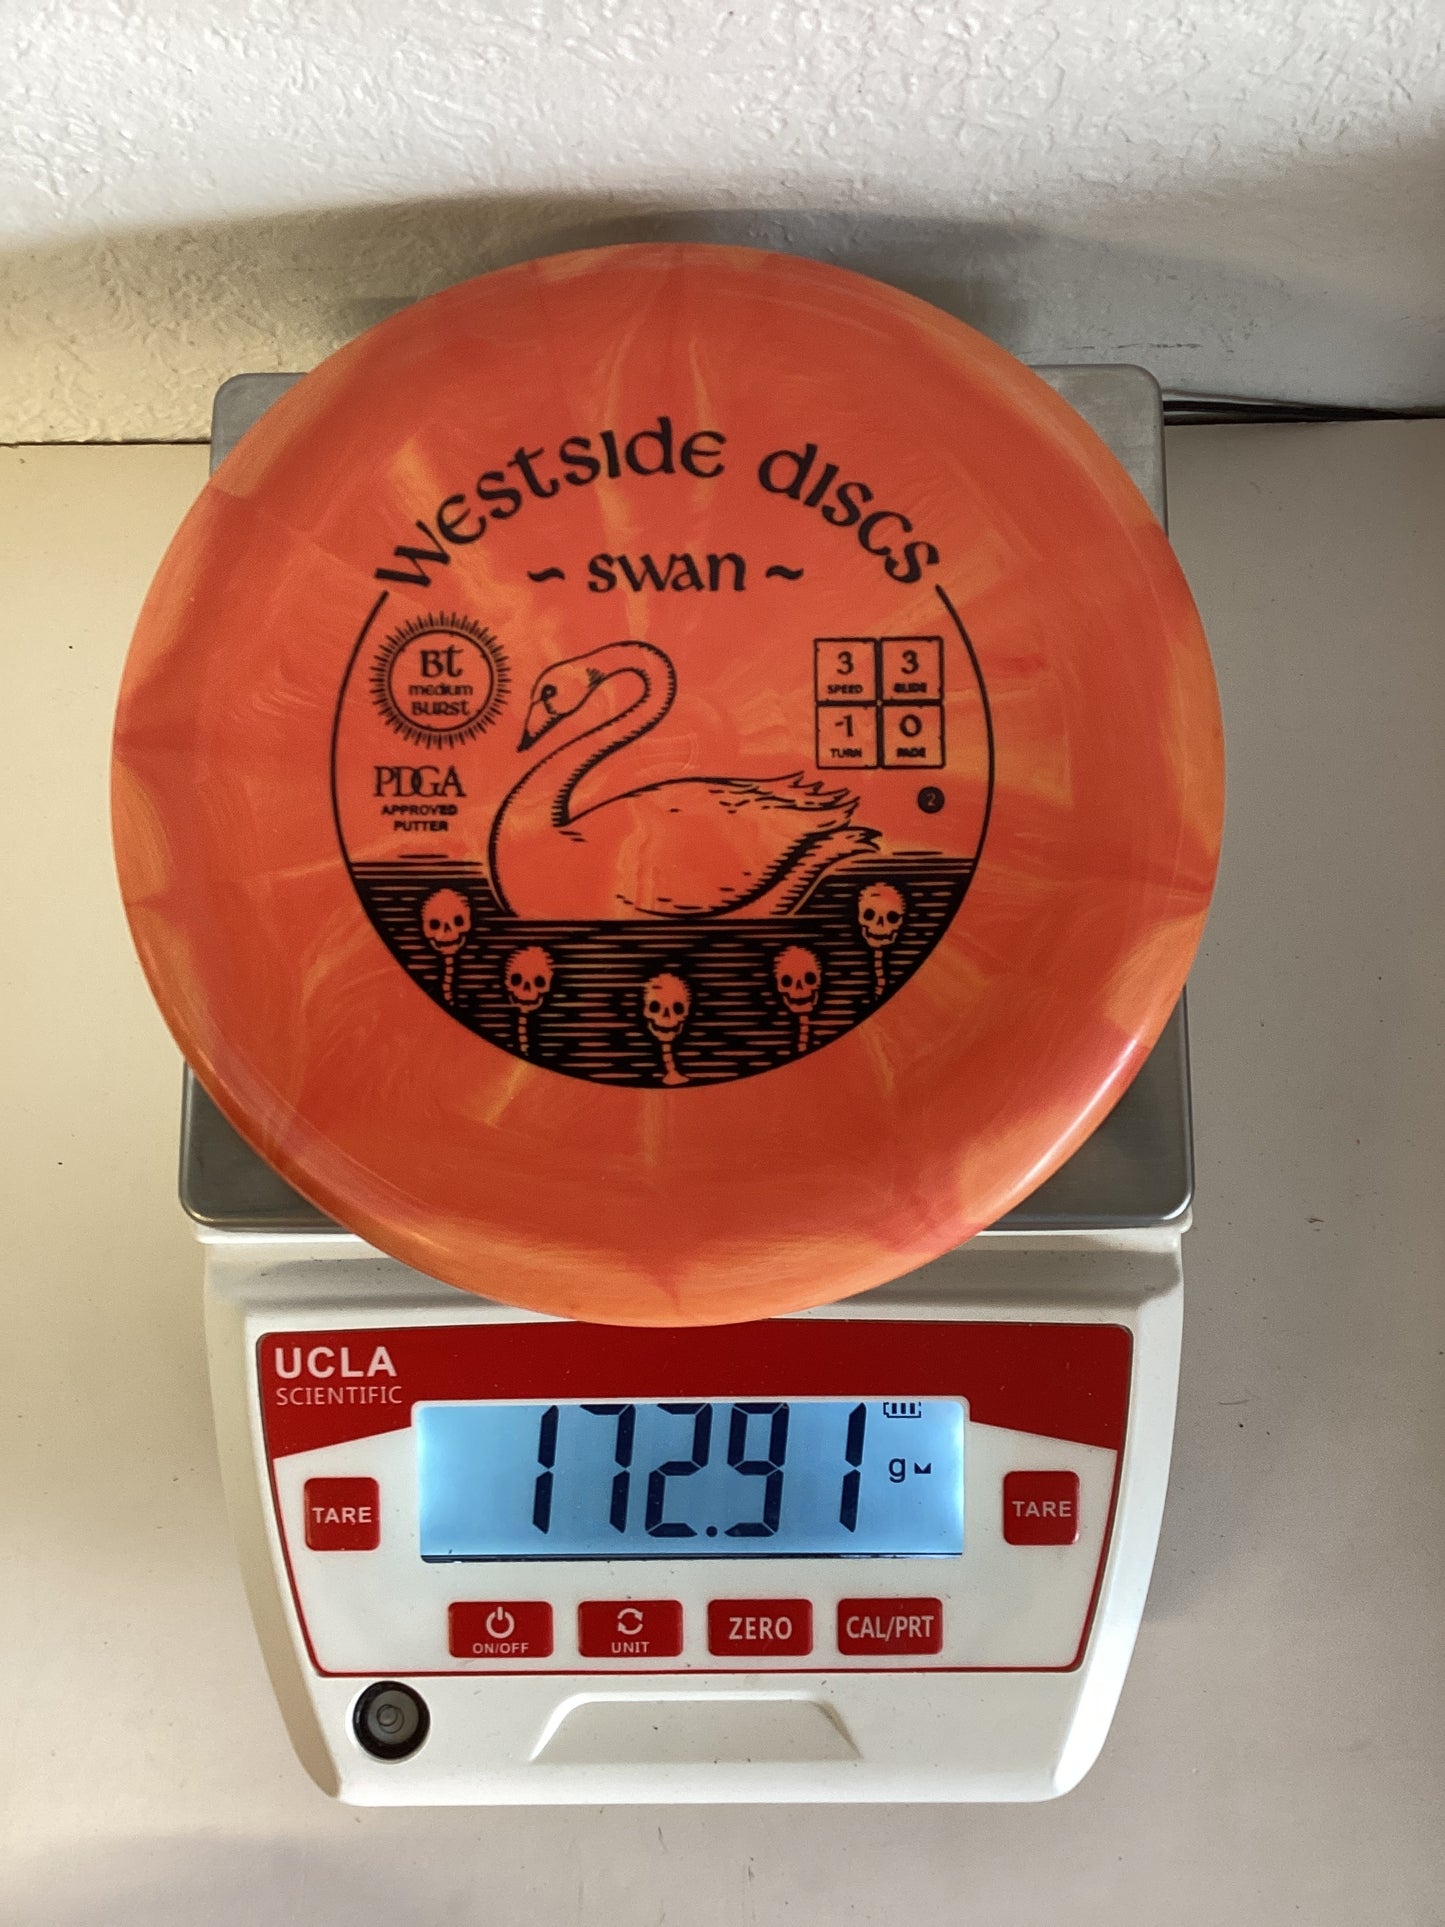 westside discs
~ swan ~
Bt
medium
BURST
PDGA
APPROVED
PUTTER
3
SPEED
3
GLIDE
-1
TURN
0
FADE
2
UCLA
SCIENTIFIC
172.91
g
TARE
TARE
ON/OFF
UNIT
ZERO
CAL/PRT